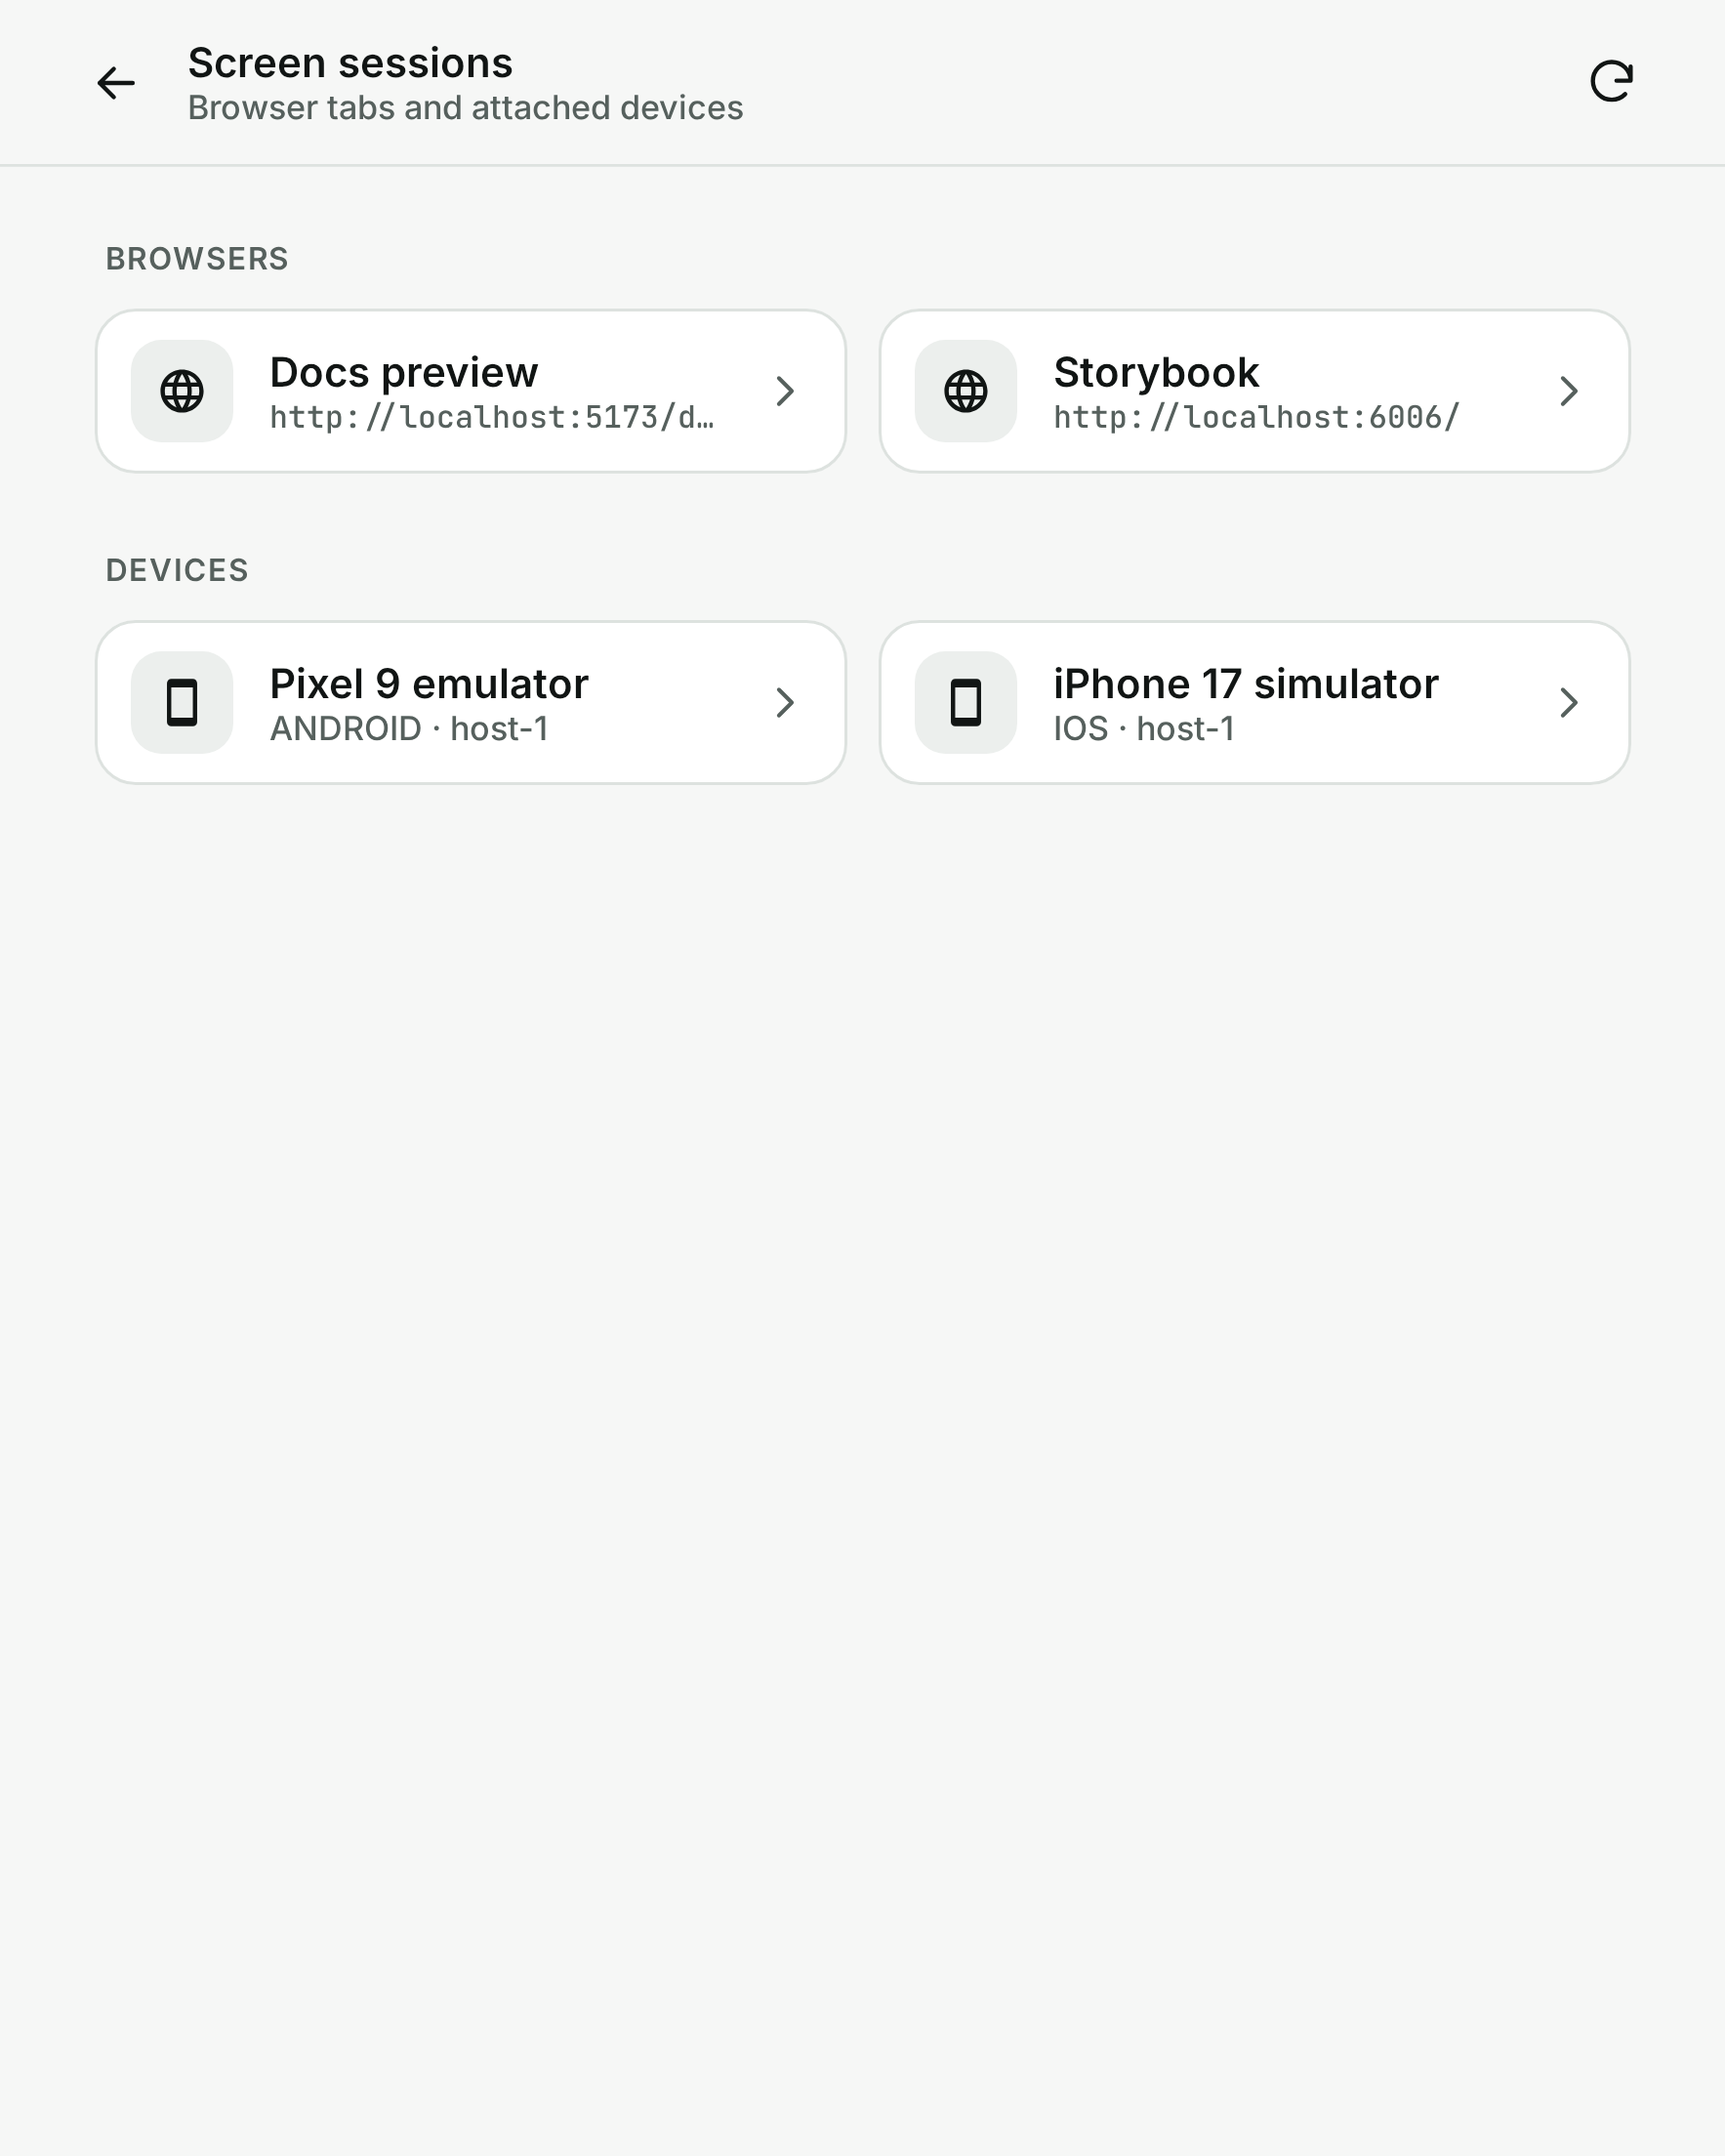 Screen sessions
Browser tabs and attached devices
BROWSERS
Docs preview
http://localhost:5173/d…
Storybook
http://localhost:6006/
DEVICES
Pixel 9 emulator
ANDROID · host-1
iPhone 17 simulator
IOS · host-1